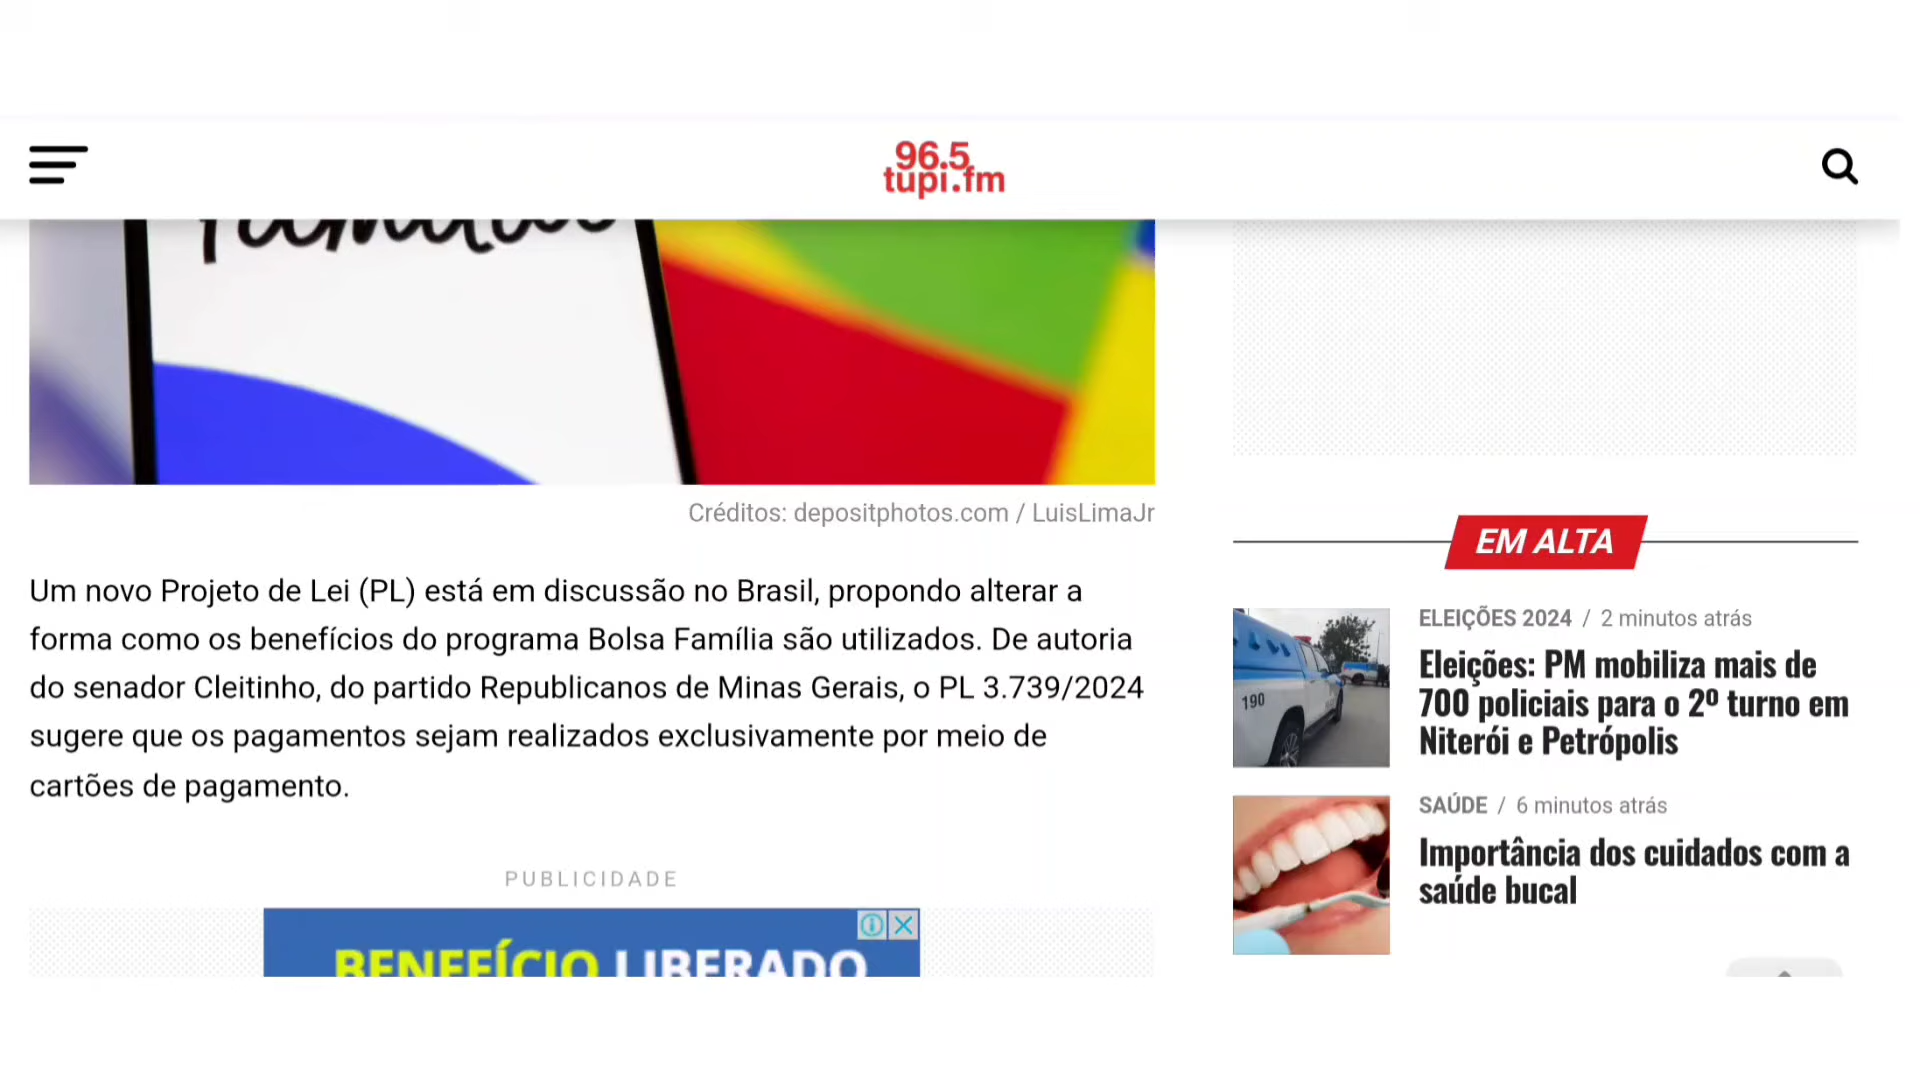 96.5
tupi.fm
Família
Créditos: depositphotos.com / LuisLimaJr
Um novo Projeto de Lei (PL) está em discussão no Brasil, propondo alterar a
forma como os benefícios do programa Bolsa Família são utilizados. De autoria
do senador Cleitinho, do partido Republicanos de Minas Gerais, o PL 3.739/2024
sugere que os pagamentos sejam realizados exclusivamente por meio de
cartões de pagamento.
PUBLICIDADE
BENEFÍCIO LIBERADO
EM ALTA
ELEIÇÕES 2024 / 2 minutos atrás
Eleições: PM mobiliza mais de
700 policiais para o 2º turno em
Niterói e Petrópolis
190
SAÚDE / 6 minutos atrás
Importância dos cuidados com a
saúde bucal